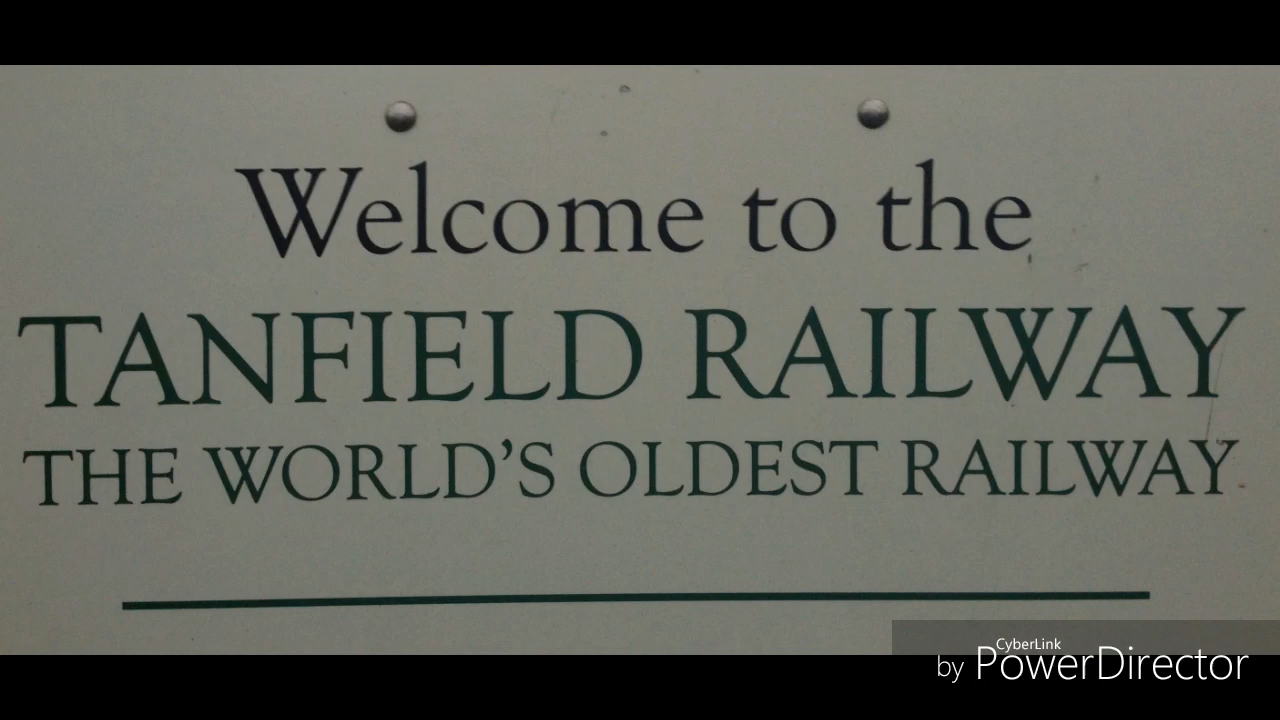 Welcome to the
TANFIELD RAILWAY
THE WORLD'S OLDEST RAILWAY
CyberLink
by PowerDirector